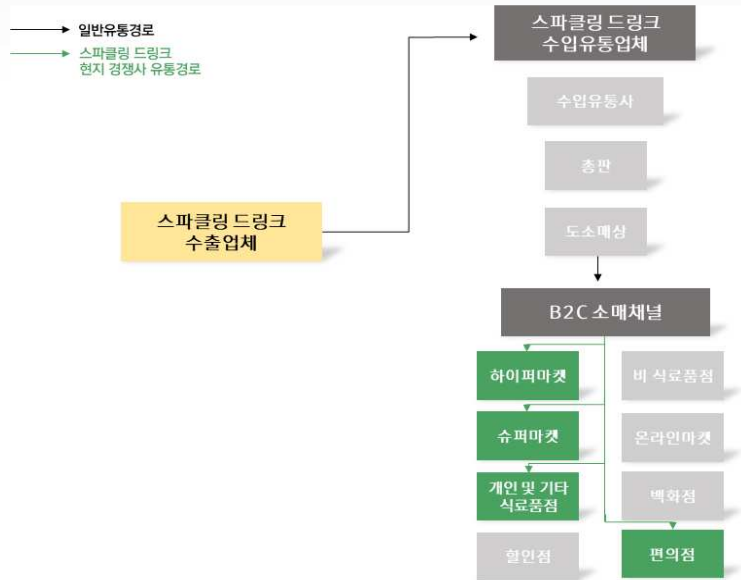 일반유통경로
스파클링 드링크
현지 경쟁사 유통경로
스파클링 드링크
수입유통업체
수입유통사
총판
스파클링 드링크
수출업체
도소매상
B2C 소매채널
하이퍼마켓
비 식료품점
슈퍼마켓
온라인마켓
개인 및 기타
식료품점
백화점
할인점
편의점